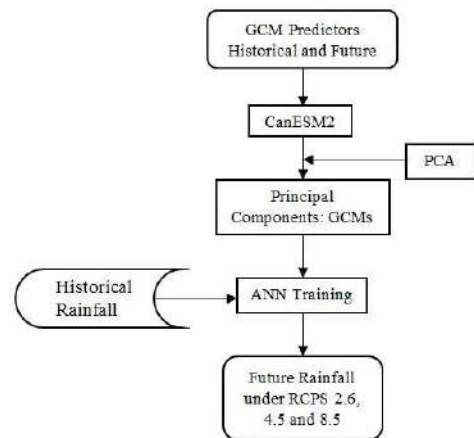 GCM Predictors
Historical and Future
CanESM2
PCA
Principal
Components: GCMs
Historical
Rainfall
ANN Training
Future Rainfall
under RCPS 2.6,
4.5 and 8.5